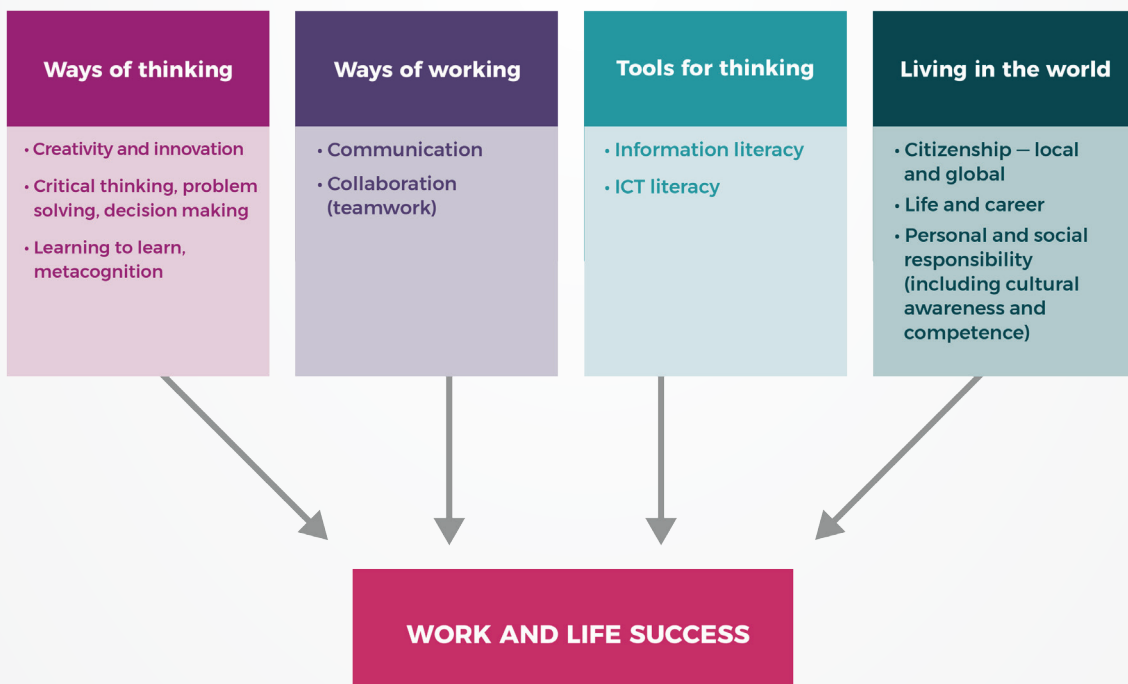 Ways of thinking
• Creativity and innovation
• Critical thinking, problem
solving, decision making
• Learning to learn,
metacognition
Ways of working
• Communication
• Collaboration
(teamwork)
Tools for thinking
• Information literacy
• ICT literacy
Living in the world
• Citizenship – local
and global
• Life and career
• Personal and social
responsibility
(including cultural
awareness and
competence)
WORK AND LIFE SUCCESS